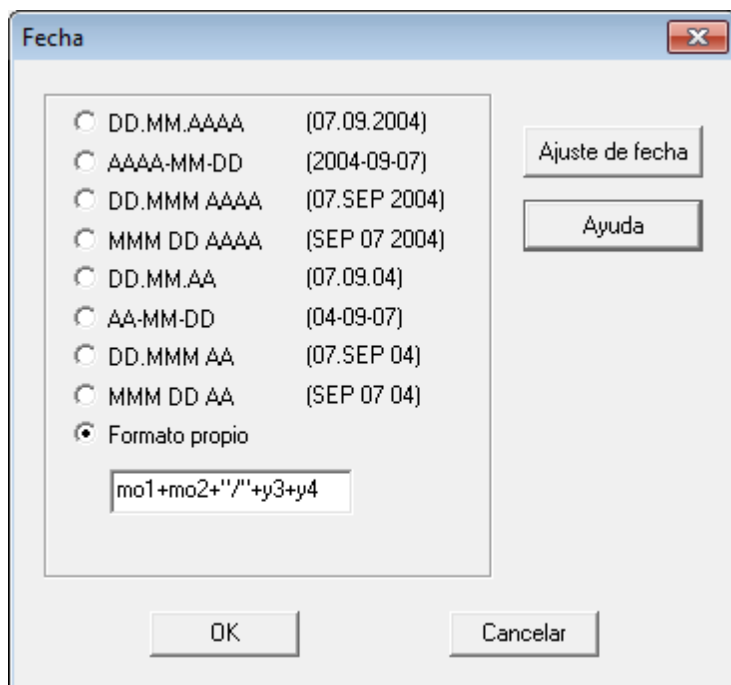 Fecha
DD.MM.AAAA (07.09.2004)
AAAA-MM-DD (2004-09-07)
DD.MMM AAAA (07.SEP 2004)
MMM DD AAAA (SEP 07 2004)
DD.MM.AA (07.09.04)
AA-MM-DD (04-09-07)
DD.MMM AA (07.SEP 04)
MMM DD AA (SEP 07 04)
Formato propio
mo1+mo2+"/"+y3+y4
Ajuste de fecha
Ayuda
OK
Cancelar